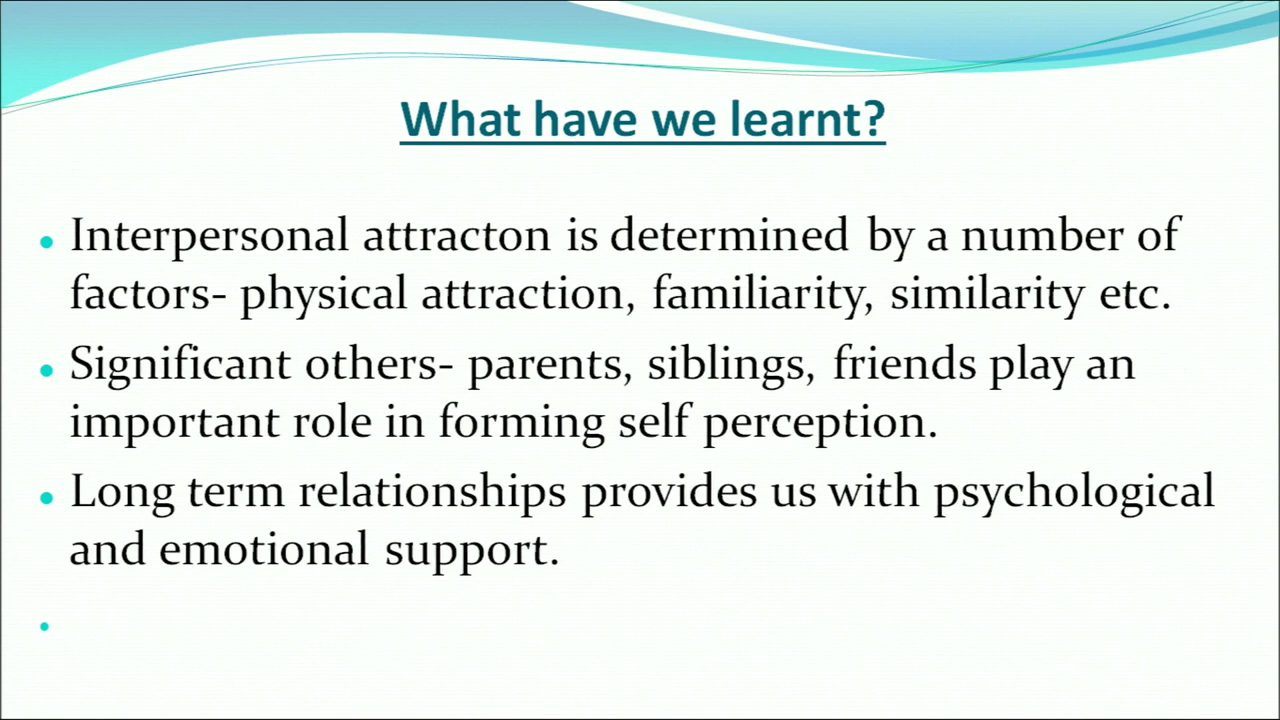 What have we learnt?
• Interpersonal attracton is determined by a number of
factors- physical attraction, familiarity, similarity etc.
• Significant others- parents, siblings, friends play an
important role in forming self perception.
• Long term relationships provides us with psychological
and emotional support.
•